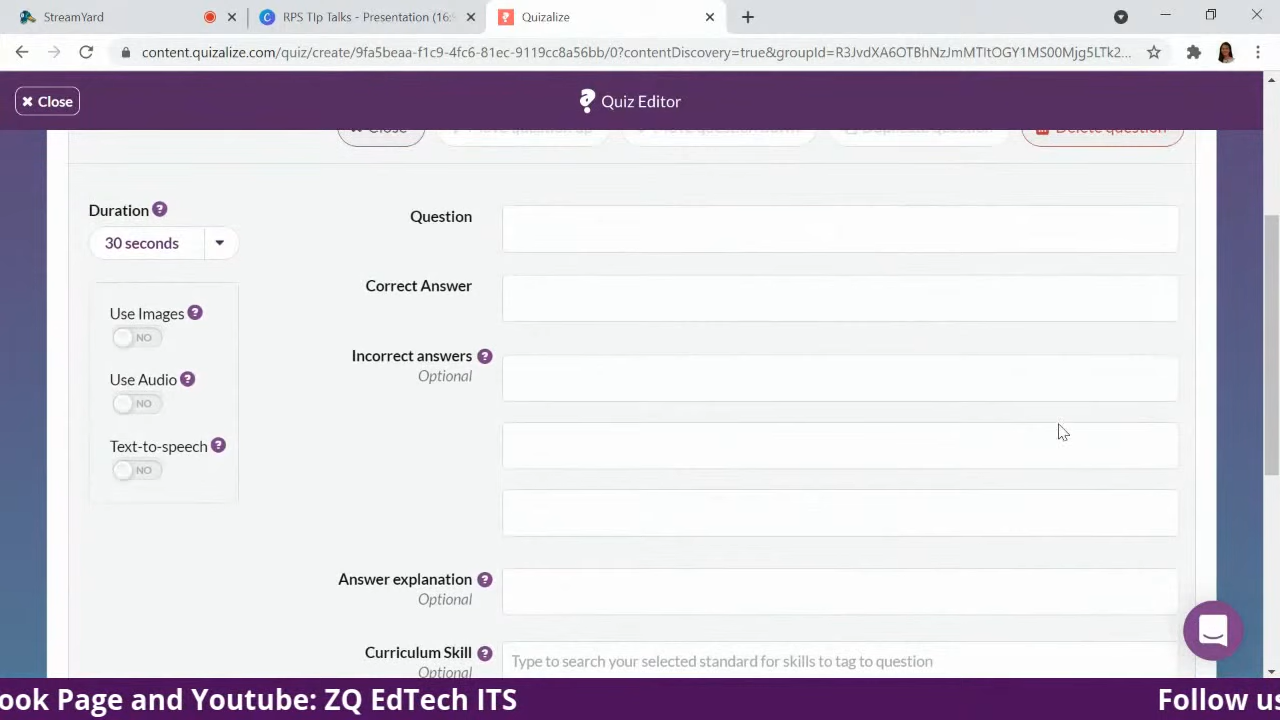 StreamYard
RPS TIp Talks - Presentation (16:
Quizalize
content.quizalize.com/quiz/create/9fa5beaa-f1c9-4fc6-81ec-9119cc8a56bb/0?contentDiscovery=true&groupId=R3JvdXA6OTBhNzJmMTItOGY1MS00Mjg5LTk2...
Close
Quiz Editor
Close
Delete question
Duration
30 seconds
Use Images
NO
Use Audio
NO
Text-to-speech
NO
Question
Correct Answer
Incorrect answers
Optional
Answer explanation
Optional
Curriculum Skill
Optional
Type to search your selected standard for skills to tag to question
ook Page and Youtube: ZQ EdTech ITS
Follow us